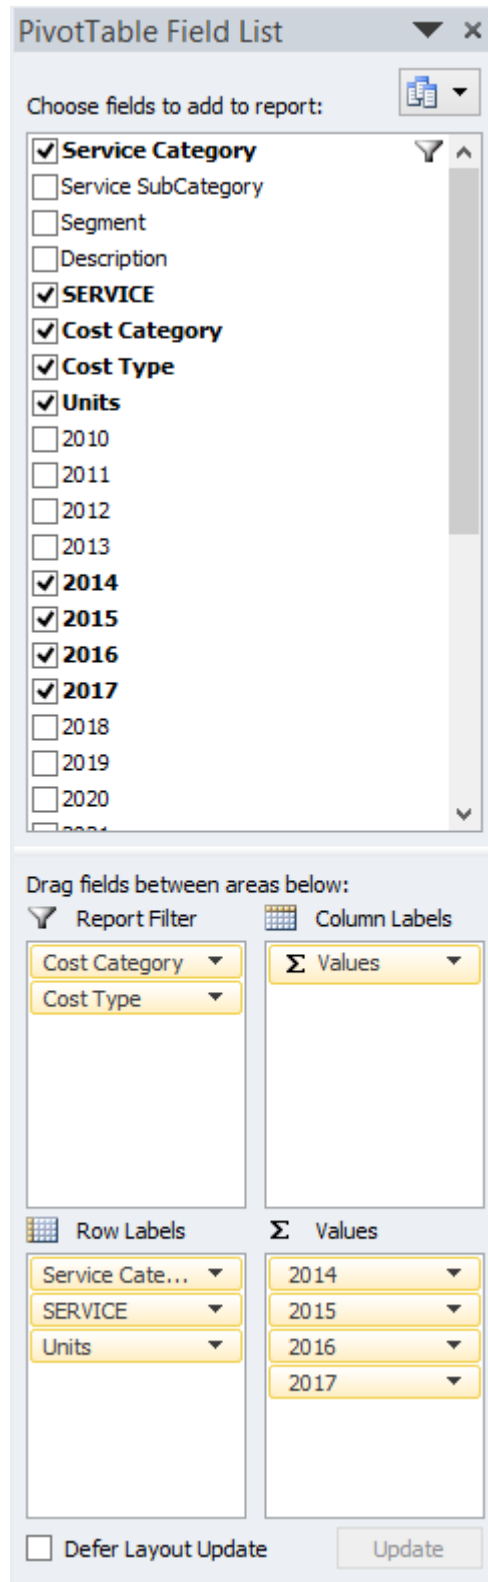 PivotTable Field List
Choose fields to add to report:
Service Category
Service SubCategory
Segment
Description
SERVICE
Cost Category
Cost Type
Units
2010
2011
2012
2013
2014
2015
2016
2017
2018
2019
2020
Drag fields between areas below:
Report Filter
Column Labels
Cost Category
Cost Type
Σ Values
Row Labels
Σ Values
Service Cate...
SERVICE
Units
2014
2015
2016
2017
Defer Layout Update
Update